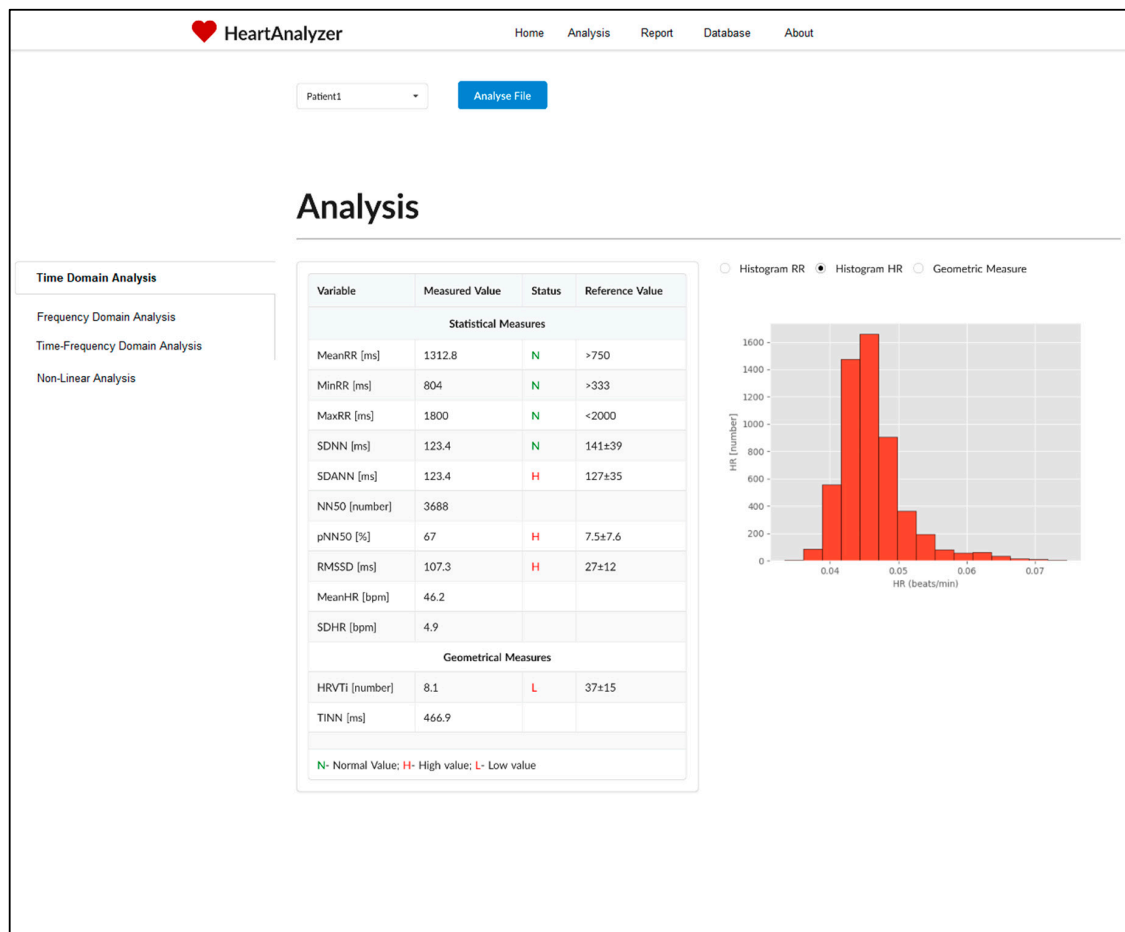 HeartAnalyzer Home Analysis Report Database About
Patient1 Analyse File
Analysis
Time Domain Analysis
Frequency Domain Analysis
Time-Frequency Domain Analysis
Non-Linear Analysis
Variable Measured Value Status Reference Value
Statistical Measures
MeanRR [ms] 1312.8 N >750
MinRR [ms] 804 N >333
MaxRR [ms] 1800 N <2000
SDNN [ms] 123.4 N 141±39
SDANN [ms] 123.4 H 127±35
NN50 [number] 3688
pNN50 [%] 67 H 7.5±7.6
RMSSD [ms] 107.3 H 27±12
MeanHR [bpm] 46.2
SDHR [bpm] 4.9
Geometrical Measures
HRVTi [number] 8.1 L 37±15
TINN [ms] 466.9
N- Normal Value; H- High value; L- Low value
Histogram RR Histogram HR Geometric Measure
HR [number]
1600
1400
1200
1000
800
600
400
200
0
0.04 0.05 0.06 0.07
HR (beats/min)